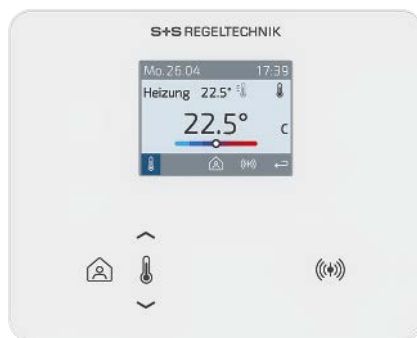 S+S REGELTECHNIK
Mo.26.04 17:39
Heizung 22.5°
22.5° C